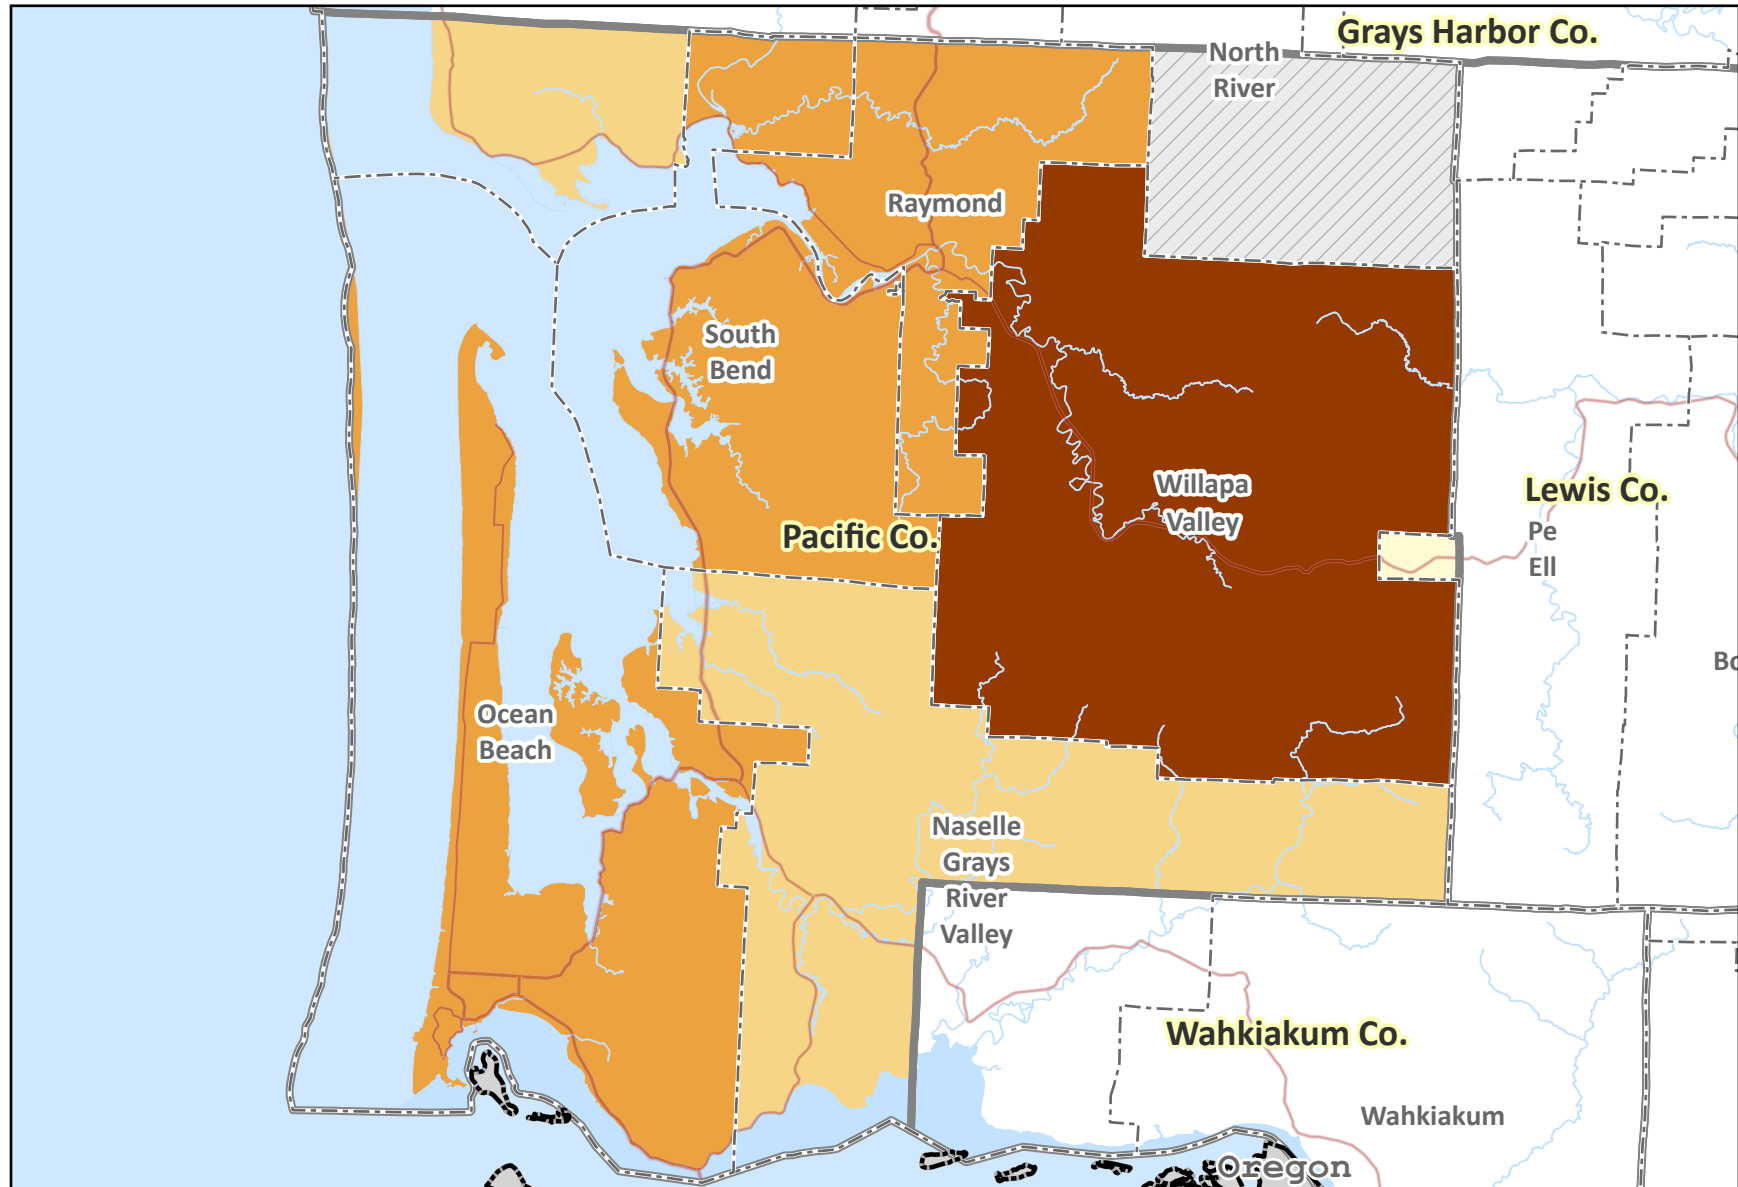 Grays Harbor Co.
North
River
Raymond
South
Bend
Willapa
Valley
Lewis Co.
Pacific Co.
Pe
Ell
Bo
Ocean
Beach
Naselle
Grays
River
Valley
Wahkiakum Co.
Wahkiakum
Oregon